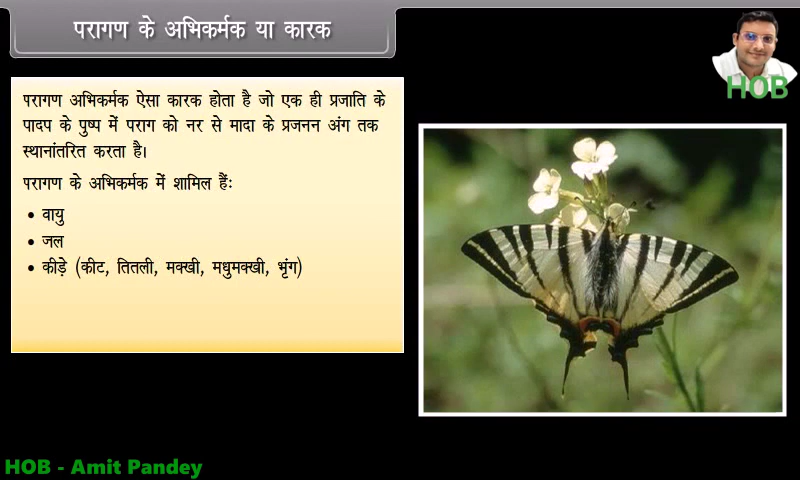 परागण के अभिकर्मक या कारक
HOB
परागण अभिकर्मक ऐसा कारक होता है जो एक ही प्रजाति के
पादप के पुष्प में पराग को नर से मादा के प्रजनन अंग तक
स्थानांतरित करता है।
परागण के अभिकर्मक में शामिल हैं:
• वायु
• जल
• कीड़े (कीट, तितली, मक्खी, मधुमक्खी, भृंग)
HOB - Amit Pandey